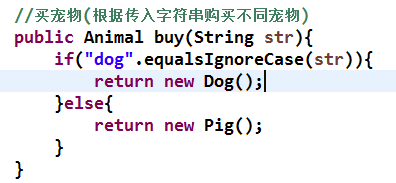 //买宠物(根据传入字符串购买不同宠物)
public Animal buy(String str){
if("dog".equalsIgnoreCase(str)){
return new Dog();
}else{
return new Pig();
}
}